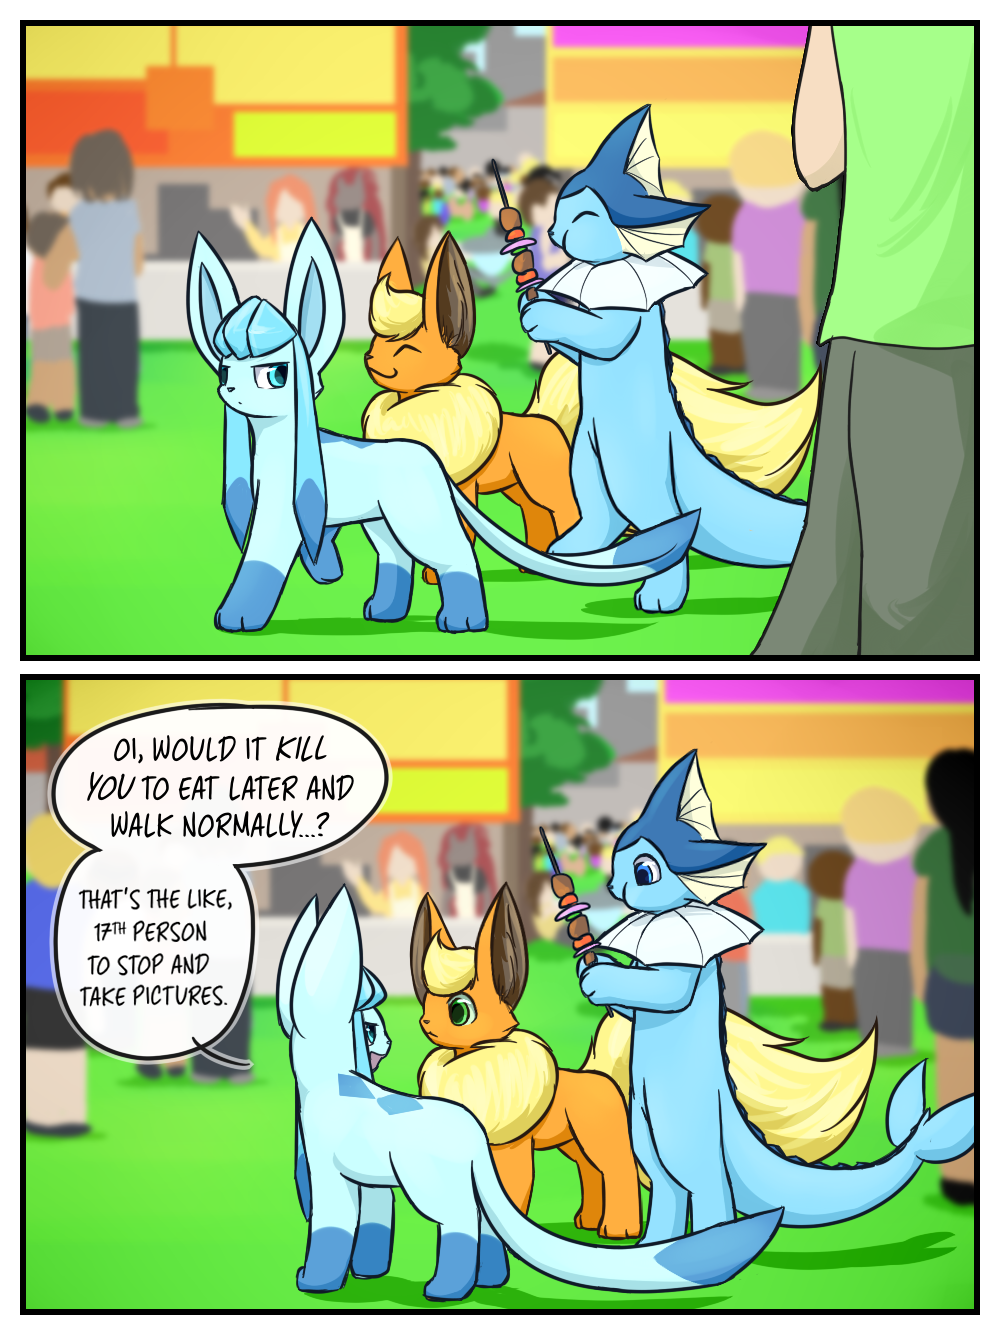 OI, WOULD IT KILL
YOU TO EAT LATER AND
WALK NORMALLY...?
THAT'S THE LIKE,
17TH PERSON
TO STOP AND
TAKE PICTURES.